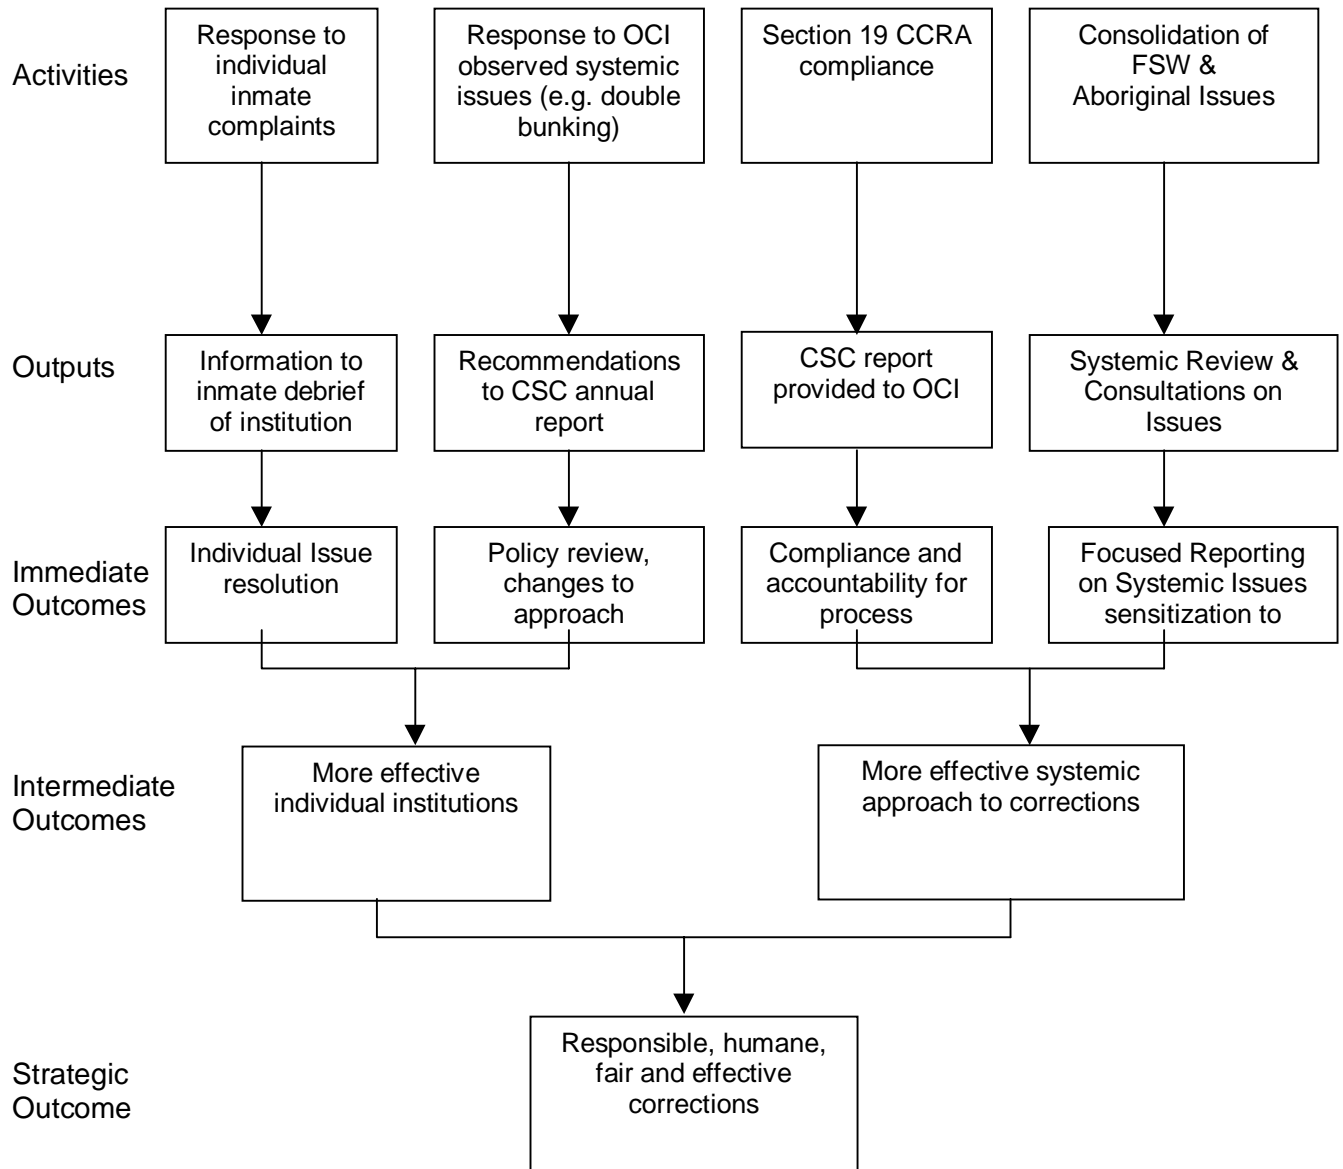 Activities
Response to
individual
inmate
complaints
Response to OCI
observed systemic
issues (e.g. double
bunking)
Section 19 CCRA
compliance
Consolidation of
FSW &
Aboriginal Issues
Outputs
Information to
inmate debrief
of institution
Recommendations
to CSC annual
report
CSC report
provided to OCI
Systemic Review &
Consultations on
Issues
Immediate
Outcomes
Individual Issue
resolution
Policy review,
changes to
approach
Compliance and
accountability for
process
Focused Reporting
on Systemic Issues
sensitization to
Intermediate
Outcomes
More effective
individual institutions
More effective systemic
approach to corrections
Strategic
Outcome
Responsible, humane,
fair and effective
corrections